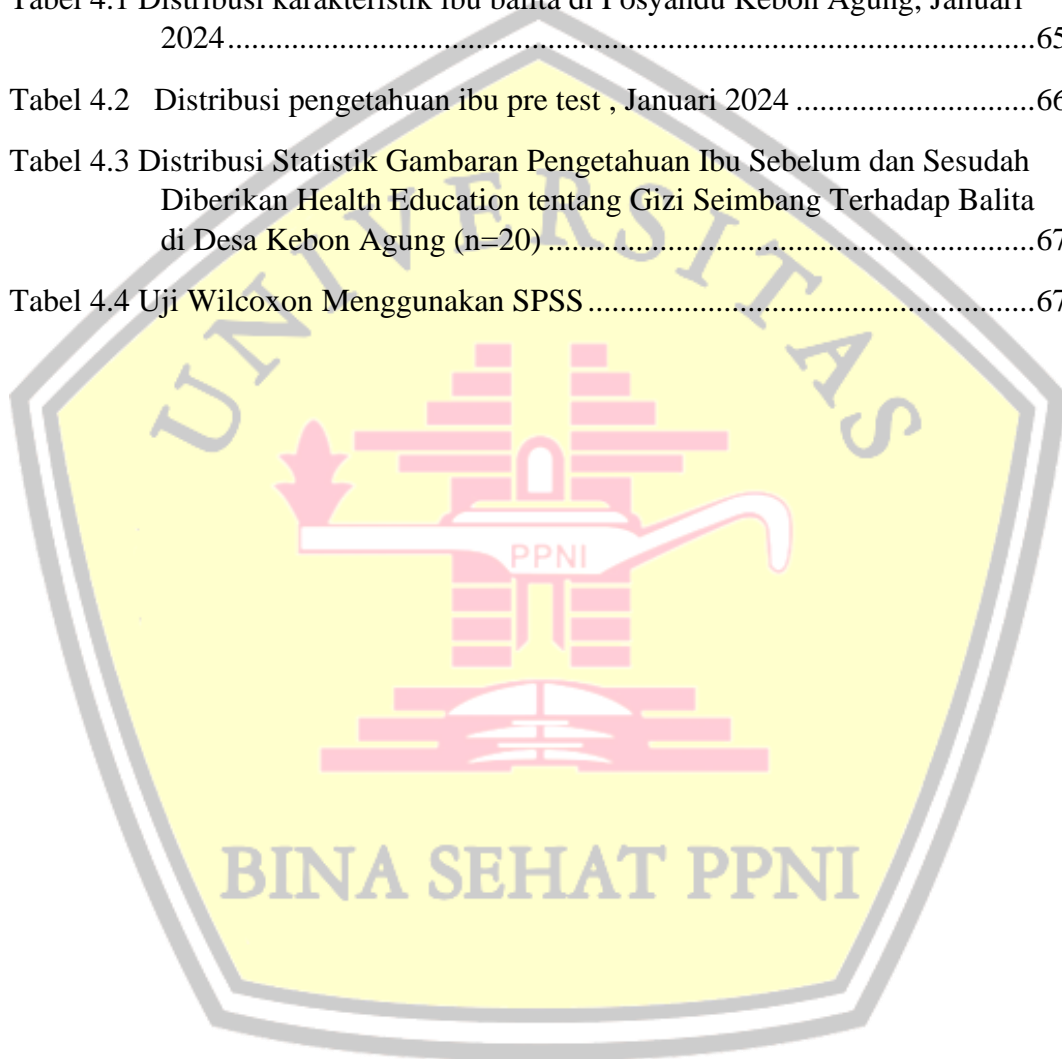 Tabel 4.1 Distribusi karakteristik ibu balita di Posyandu Kebon Agung, Januari
2024....................................................................................................65
Tabel 4.2 Distribusi pengetahuan ibu pre test , Januari 2024 .............................66
Tabel 4.3 Distribusi Statistik Gambaran Pengetahuan Ibu Sebelum dan Sesudah
Diberikan Health Education tentang Gizi Seimbang Terhadap Balita
di Desa Kebon Agung (n=20) ............................................................67
Tabel 4.4 Uji Wilcoxon Menggunakan SPSS.......................................................67
UNIVERSITAS
PPNI
BINA SEHAT PPNI